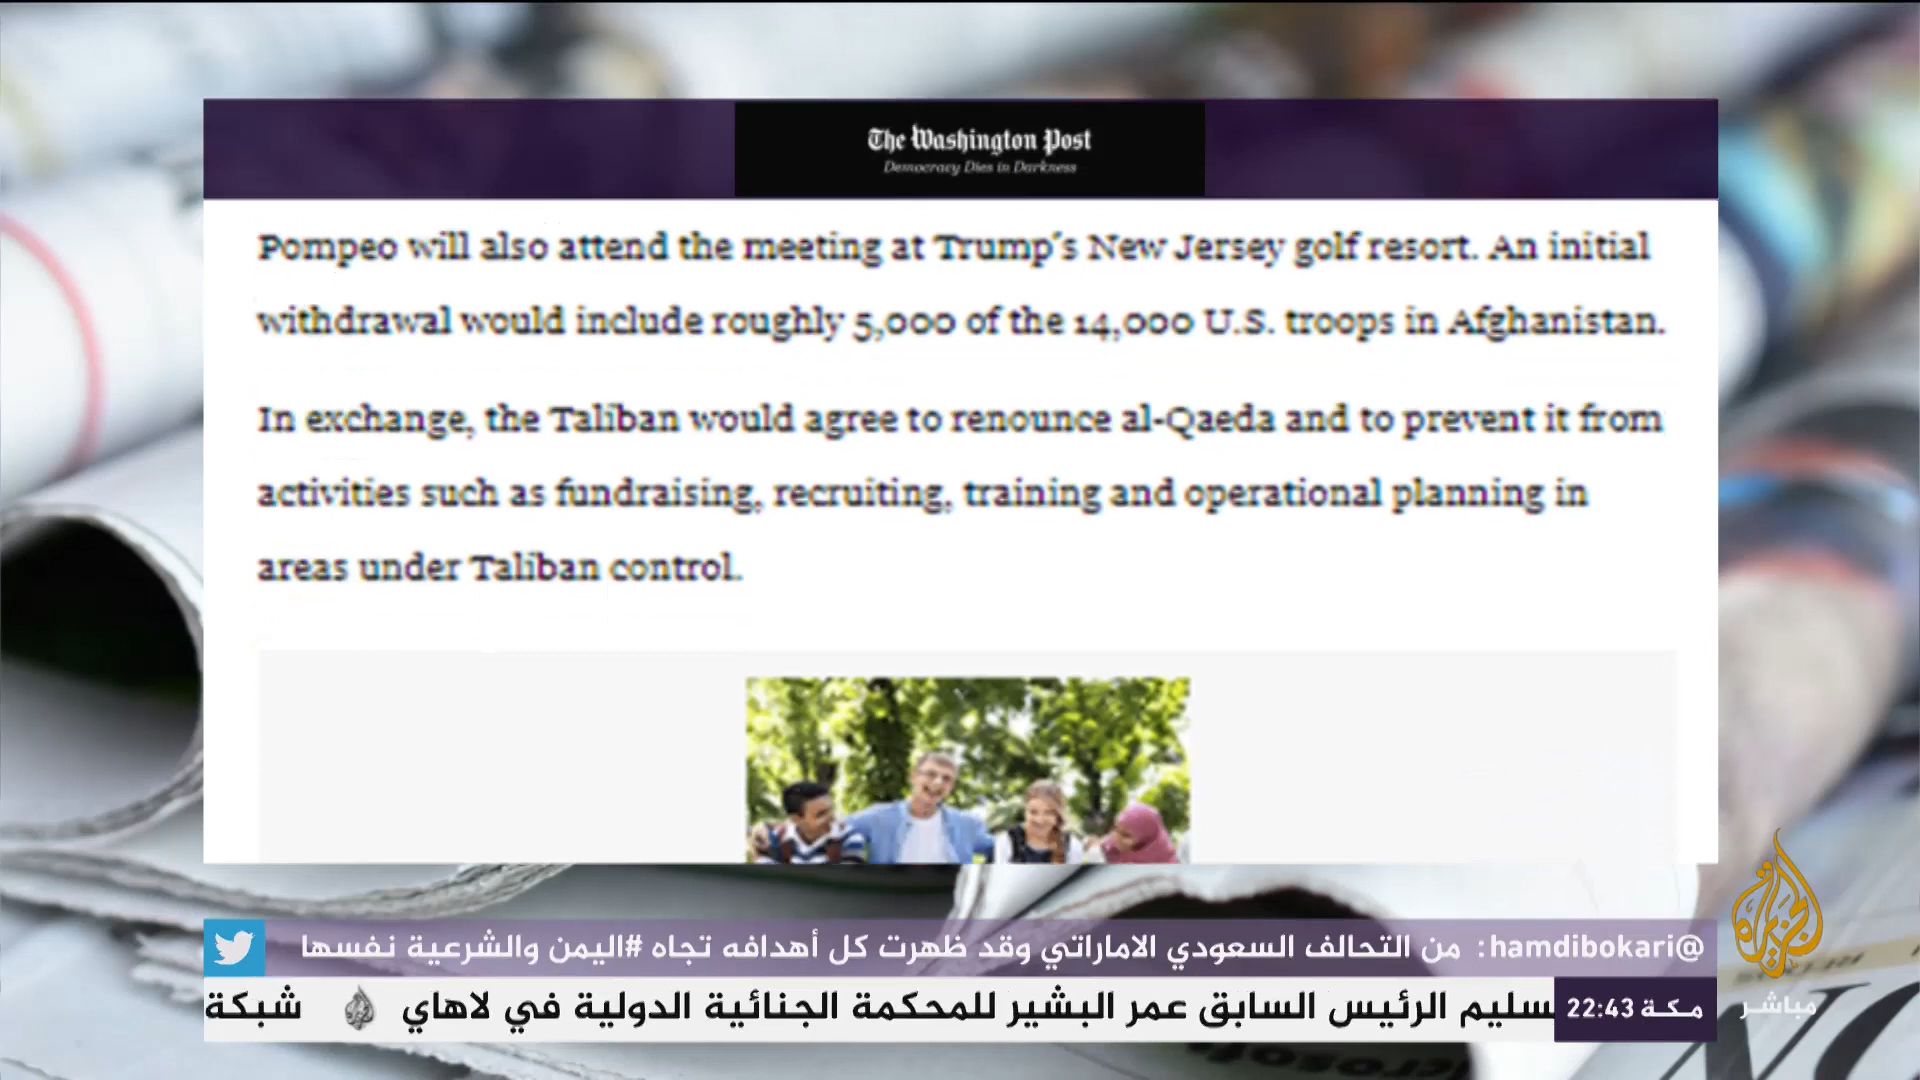 The Washington Post
Democracy Dies in Darkness
Pompeo will also attend the meeting at Trump's New Jersey golf resort. An initial
withdrawal would include roughly 5,000 of the 14,000 U.S. troops in Afghanistan.
In exchange, the Taliban would agree to renounce al-Qaeda and to prevent it from
activities such as fundraising, recruiting, training and operational planning in
areas under Taliban control.
@hamdibokari: من التحالف السعودي الاماراتي وقد ظهرت كل أهدافه تجاه #اليمن والشرعية نفسها
مكة 22:43
سليم الرئيس السابق عمر البشير للمحكمة الجنائية الدولية في لاهاي
شبكة
الجزيرة
مباشر